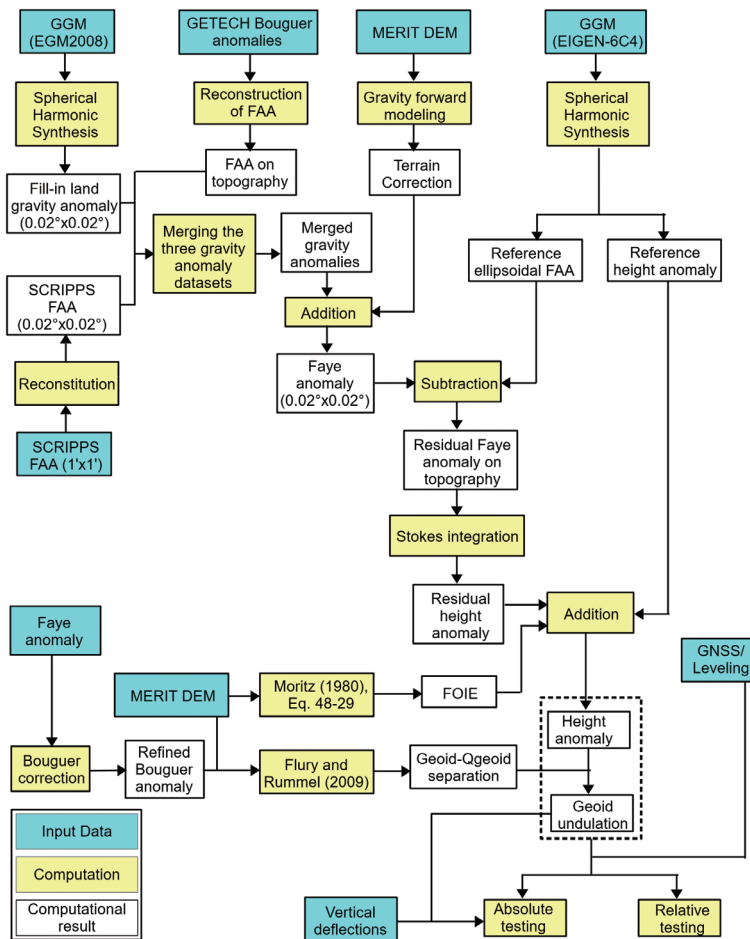 GGM
(EGM2008)
GETECH Bouguer
anomalies
MERIT DEM
GGM
(EIGEN-6C4)
Spherical
Harmonic
Synthesis
Reconstruction
of FAA
Gravity forward
modeling
Spherical
Harmonic
Synthesis
Fill-in land
gravity anomaly
(0.02°x0.02°)
FAA on
topography
Terrain
Correction
Merging the
three gravity
anomaly
datasets
Merged
gravity
anomalies
Reference
ellipsoidal FAA
Reference
height anomaly
SCRIPPS
FAA
(0.02°x0.02°)
Addition
Reconstitution
Faye
anomaly
(0.02°x0.02°)
Subtraction
SCRIPPS
FAA (1'x1')
Residual Faye
anomaly on
topography
Stokes integration
Residual
height
anomaly
Addition
Faye
anomaly
GNSS/
Leveling
MERIT DEM
Moritz (1980),
Eq. 48-29
FOIE
Height
anomaly
Bouguer
correction
Refined
Bouguer
anomaly
Flury and
Rummel (2009)
Geoid-Qgeoid
separation
Geoid
undulation
Input Data
Computation
Computational
result
Vertical
deflections
Absolute
testing
Relative
testing